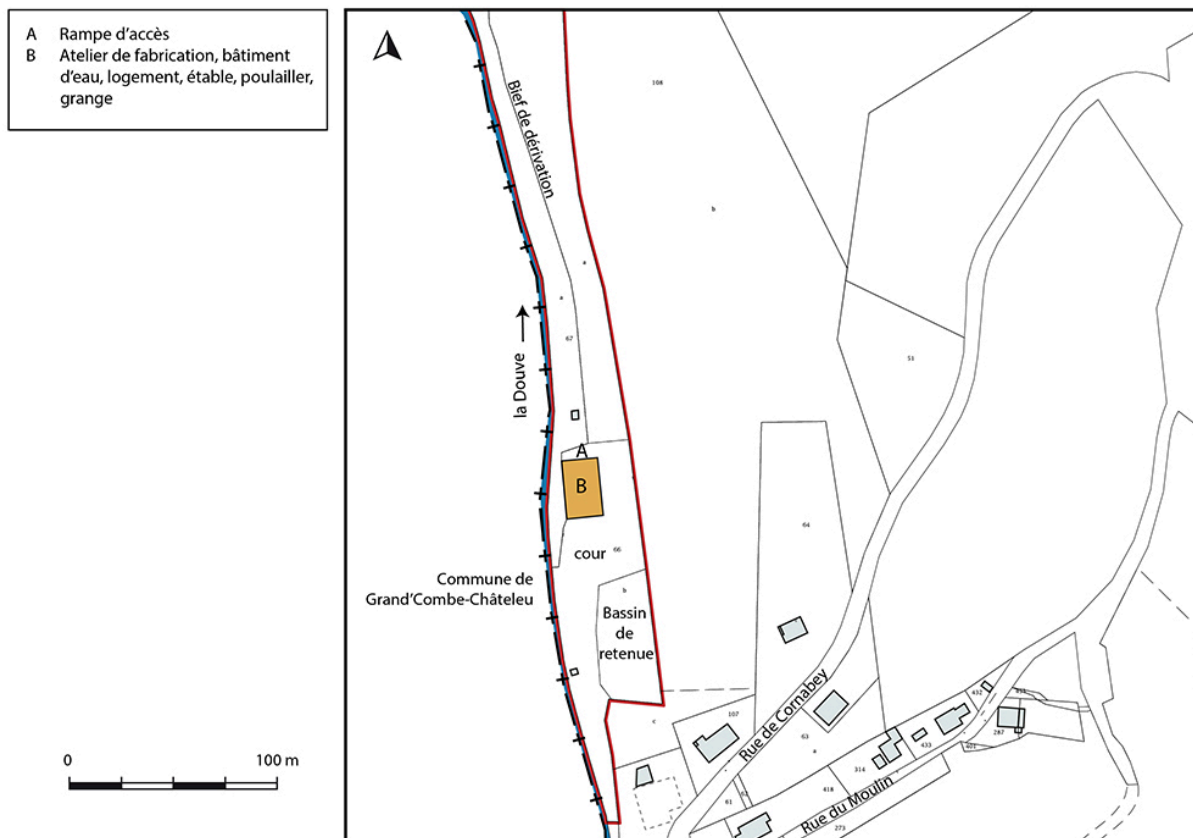 A Rampe d'accès
B Atelier de fabrication, bâtiment
d'eau, logement, étable, poulailler,
grange
108
Bief de dérivation
b
a
a
67
la Douve
51
A
B
64
cour
66
Commune de
Grand'Combe-Châteleu
b
Bassin
de
retenue
c
107
432
Rue de Cornabey
63
a
433
401
287
314
61
62
418
Rue du Moulin
273
0
100 m